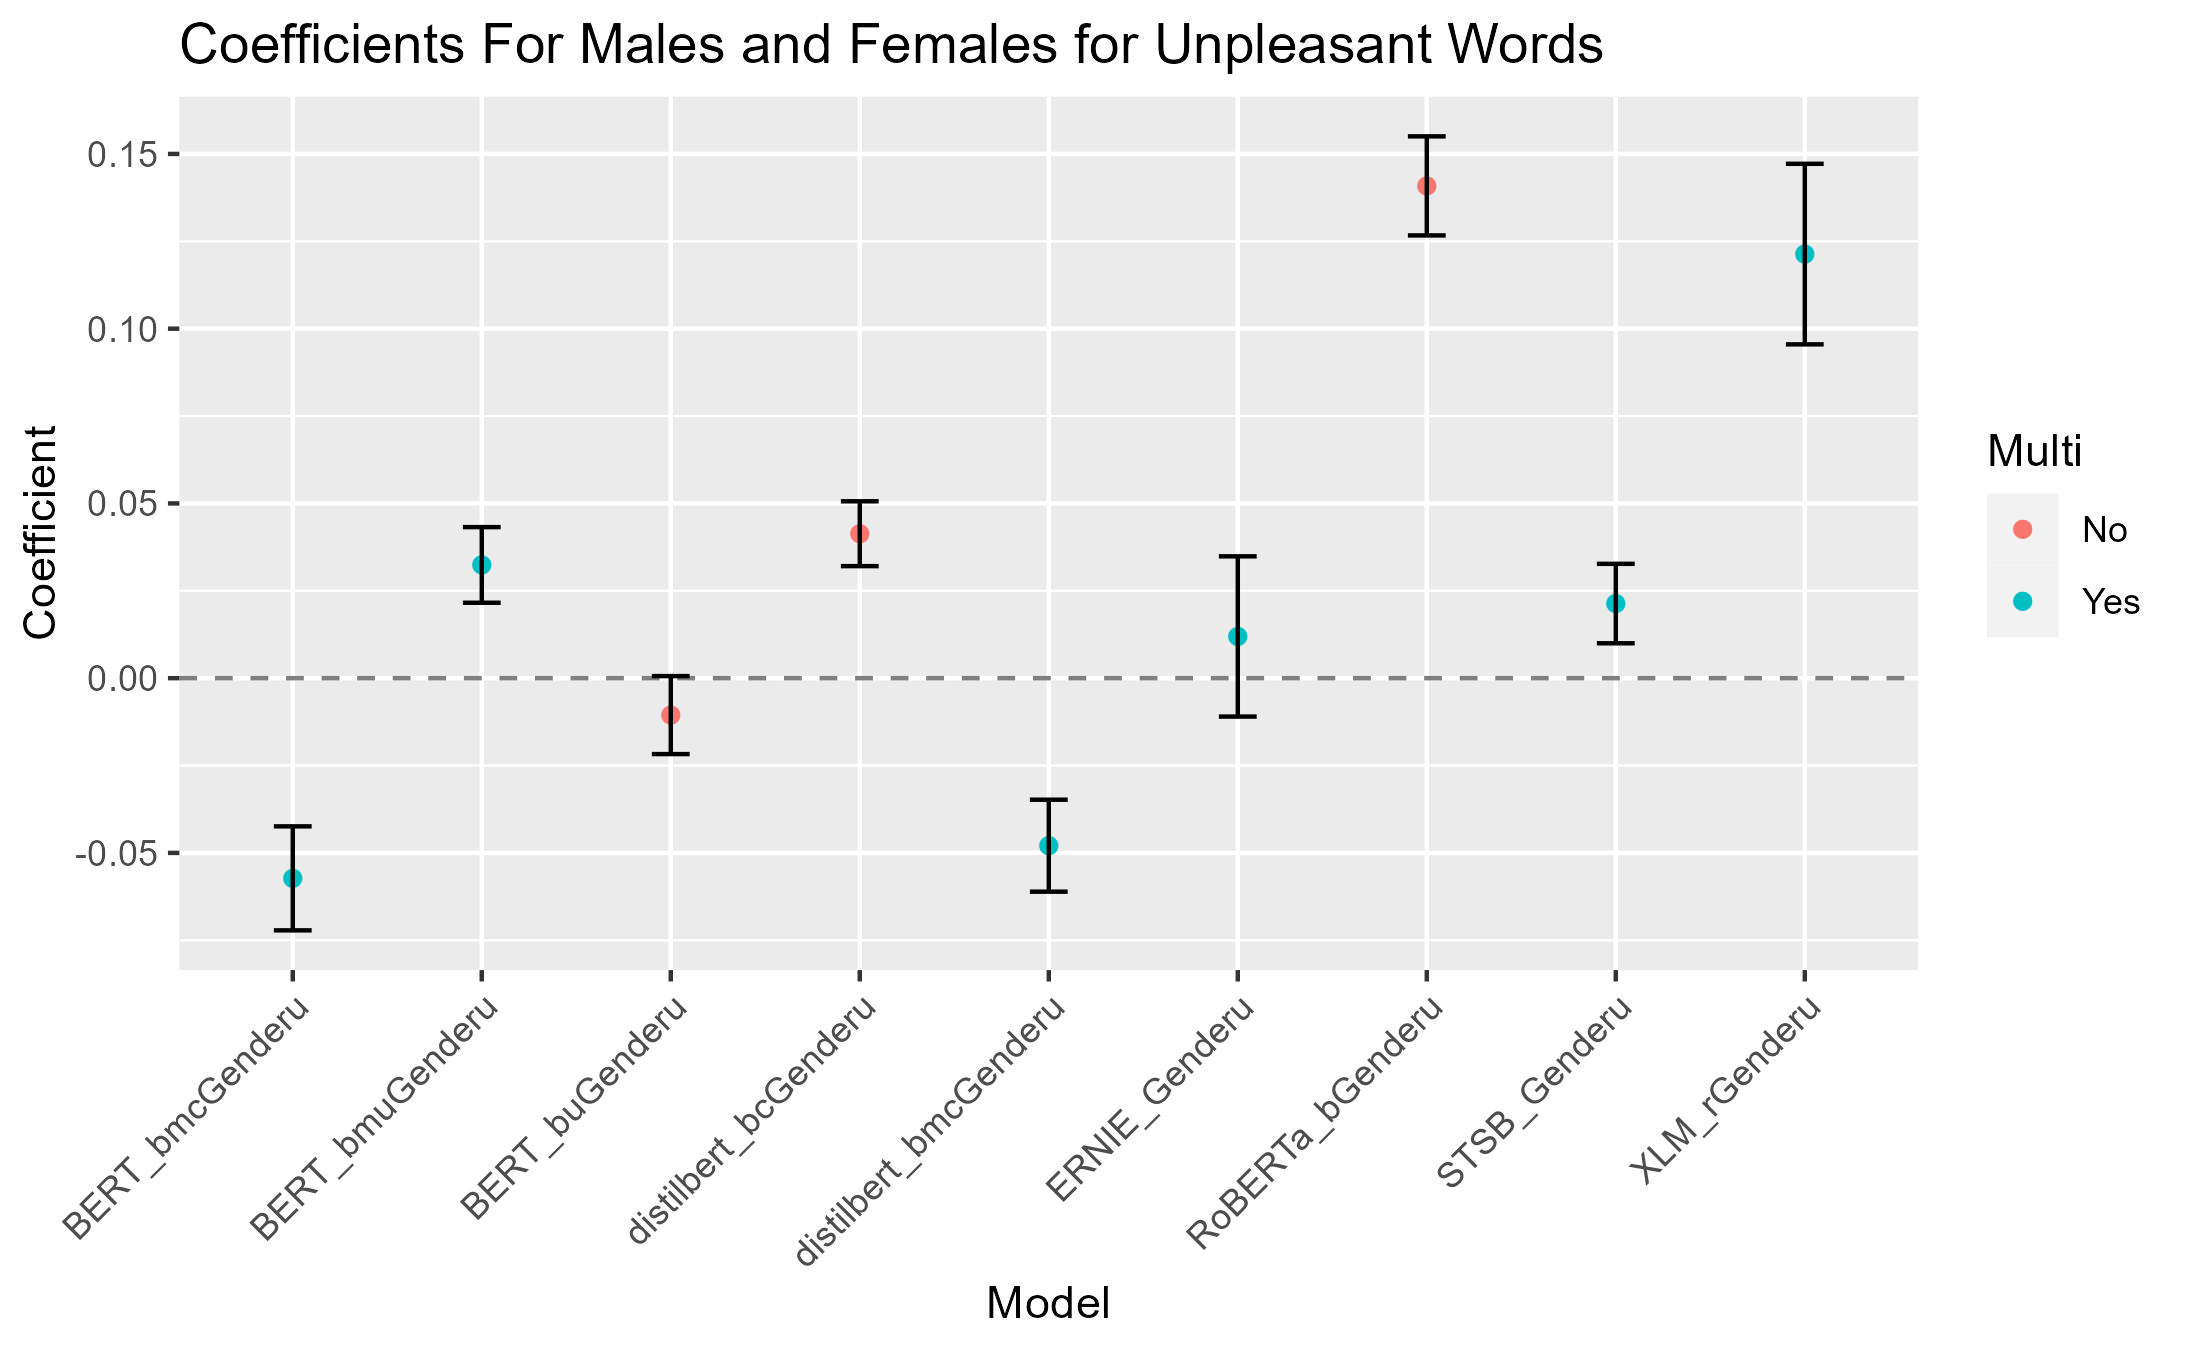 Coefficients For Males and Females for Unpleasant Words
Coefficient
0.15
0.10
0.05
0.00
-0.05
BERT_bmcGenderu
BERT_bmuGenderu
BERT_buGenderu
distilbert_bcGenderu
distilbert_bmcGenderu
ERNIE_Genderu
RoBERTa_bGenderu
STSB_Genderu
XLM_rGenderu
Model
Multi
No
Yes